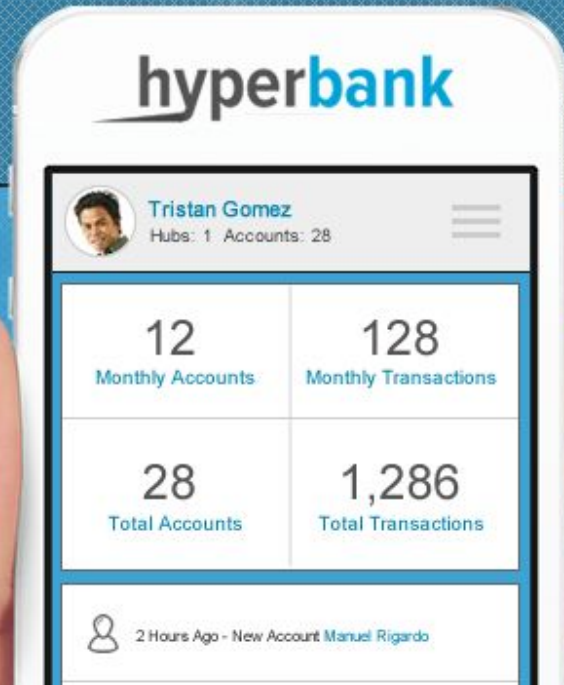 hyperbank
Tristan Gomez
Hubs: 1 Accounts: 28
12
Monthly Accounts
128
Monthly Transactions
28
Total Accounts
1,286
Total Transactions
2 Hours Ago - New Account Manuel Rigardo